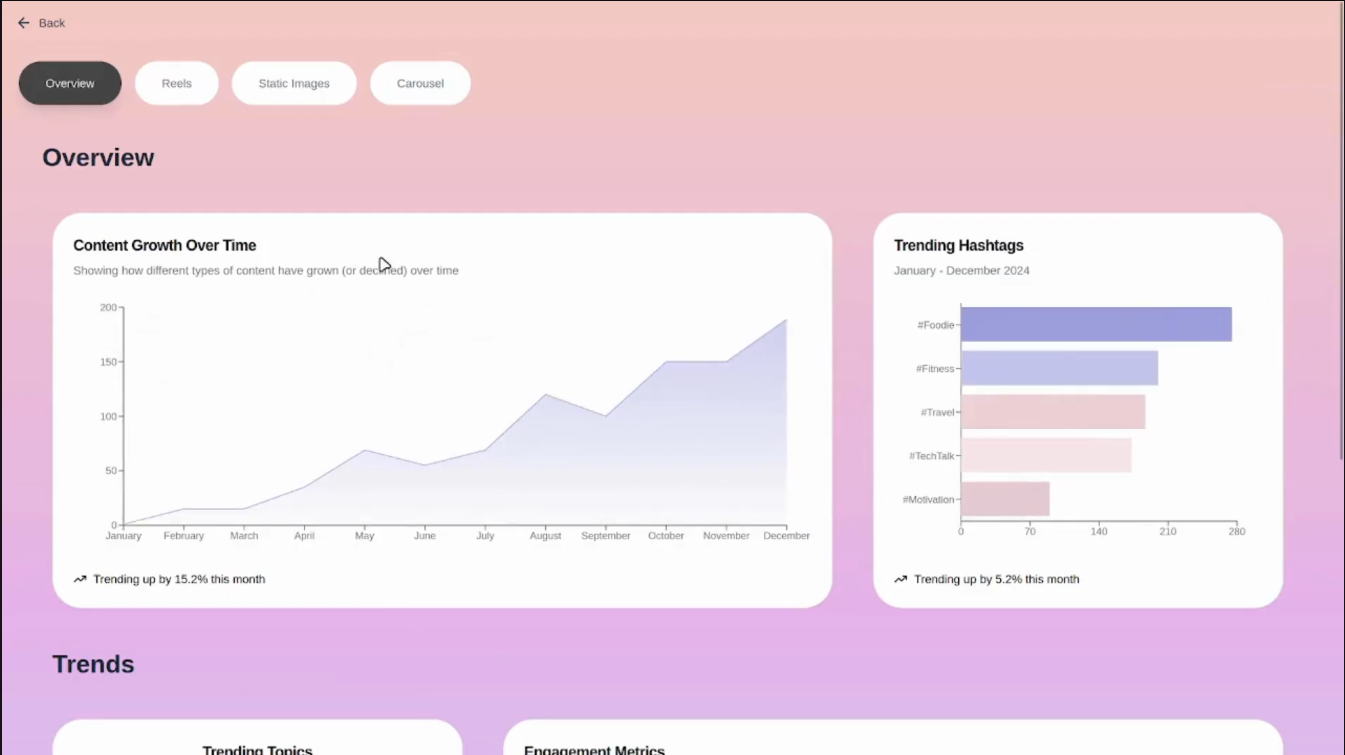 Back
Overview
Reels
Static Images
Carousel
Overview
Content Growth Over Time
Showing how different types of content have grown (or declined) over time
200
150
100
50
0
January February March April May June July August September October November December
Trending up by 15.2% this month
Trending Hashtags
January - December 2024
#Foodie
#Fitness
#Travel
#TechTalk
#Motivation
0 70 140 210 280
Trending up by 5.2% this month
Trends
Trending Topics
Engagement Metrics